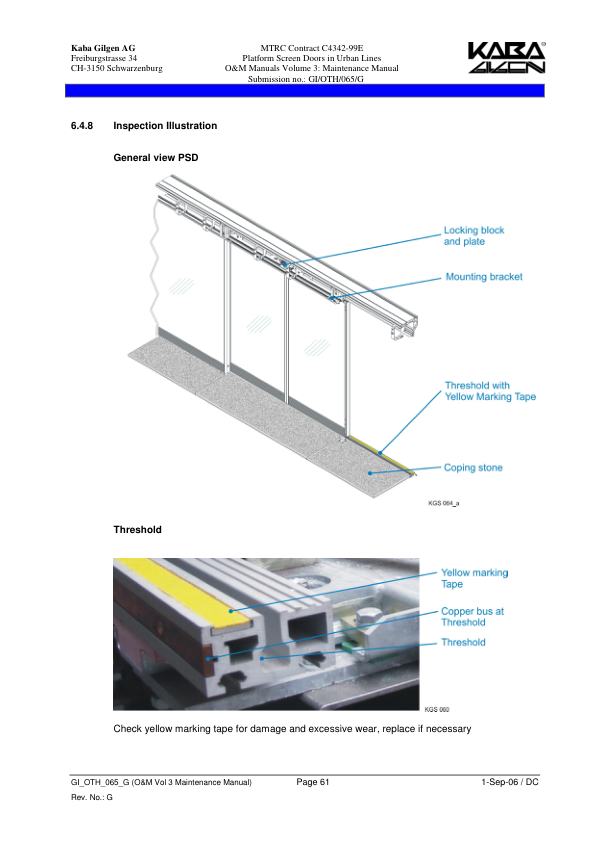 Kaba Gilgen AG
Freiburgstrasse 34
CH-3150 Schwarzenburg
MTRC Contract C4342-99E
Platform Screen Doors in Urban Lines
O&M Manuals Volume 3: Maintenance Manual
Submission no.: GI/OTH/065/G
KABA®
GILGEN
6.4.8 Inspection Illustration
General view PSD
Locking block
and plate
Mounting bracket
Threshold with
Yellow Marking Tape
Coping stone
KGS 064_a
Threshold
Yellow marking
Tape
Copper bus at
Threshold
Threshold
KGS 060
Check yellow marking tape for damage and excessive wear, replace if necessary
GI_OTH_065_G (O&M Vol 3 Maintenance Manual) Page 61 1-Sep-06 / DC
Rev. No.: G